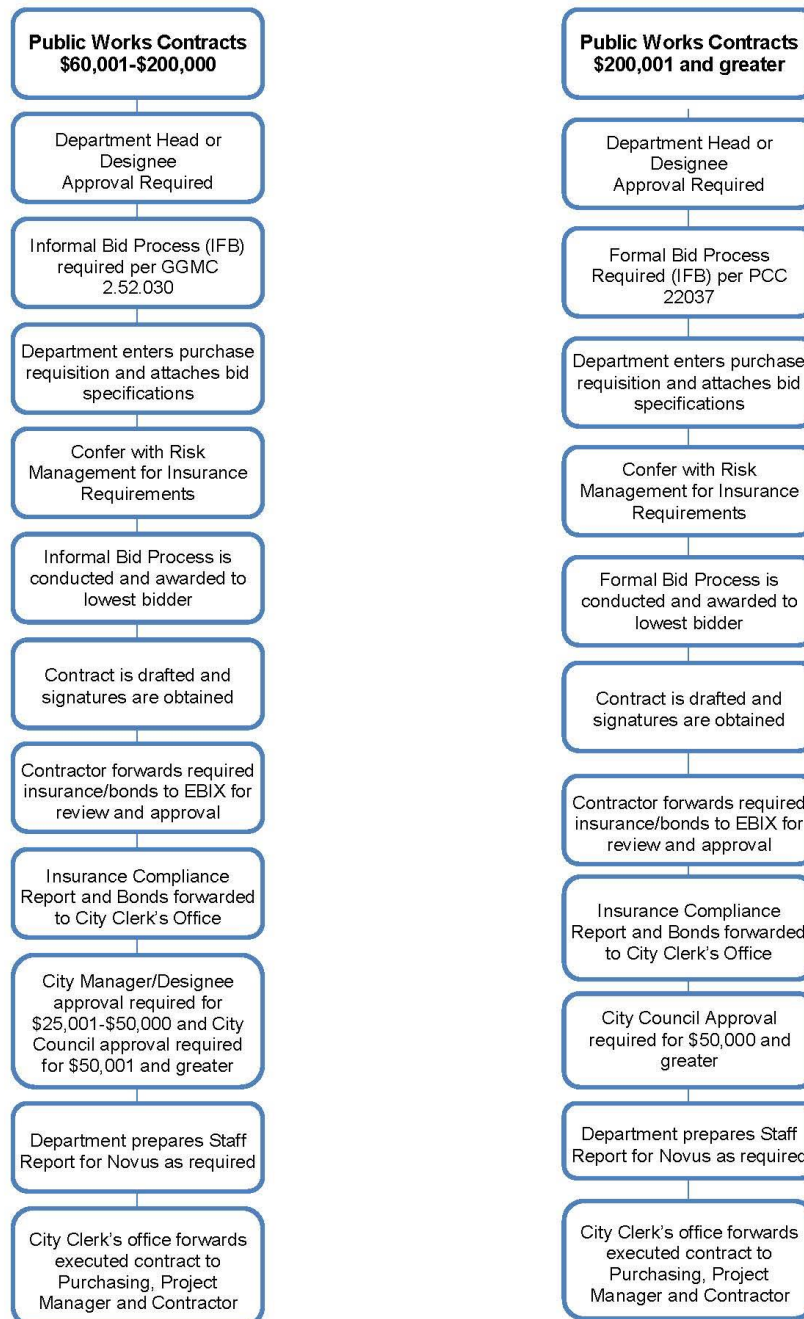 Public Works Contracts
$60,001-$200,000
Department Head or
Designee
Approval Required
Informal Bid Process (IFB)
required per GGMC
2.52.030
Department enters purchase
requisition and attaches bid
specifications
Confer with Risk
Management for Insurance
Requirements
Informal Bid Process is
conducted and awarded to
lowest bidder
Contract is drafted and
signatures are obtained
Contractor forwards required
insurance/bonds to EBIX for
review and approval
Insurance Compliance
Report and Bonds forwarded
to City Clerk's Office
City Manager/Designee
approval required for
$25,001-$50,000 and City
Council approval required
for $50,001 and greater
Department prepares Staff
Report for Novus as required
City Clerk's office forwards
executed contract to
Purchasing, Project
Manager and Contractor
Public Works Contracts
$200,001 and greater
Department Head or
Designee
Approval Required
Formal Bid Process
Required (IFB) per PCC
22037
Department enters purchase
requisition and attaches bid
specifications
Confer with Risk
Management for Insurance
Requirements
Formal Bid Process is
conducted and awarded to
lowest bidder
Contract is drafted and
signatures are obtained
Contractor forwards required
insurance/bonds to EBIX for
review and approval
Insurance Compliance
Report and Bonds forwarded
to City Clerk's Office
City Council Approval
required for $50,000 and
greater
Department prepares Staff
Report for Novus as required
City Clerk's office forwards
executed contract to
Purchasing, Project
Manager and Contractor